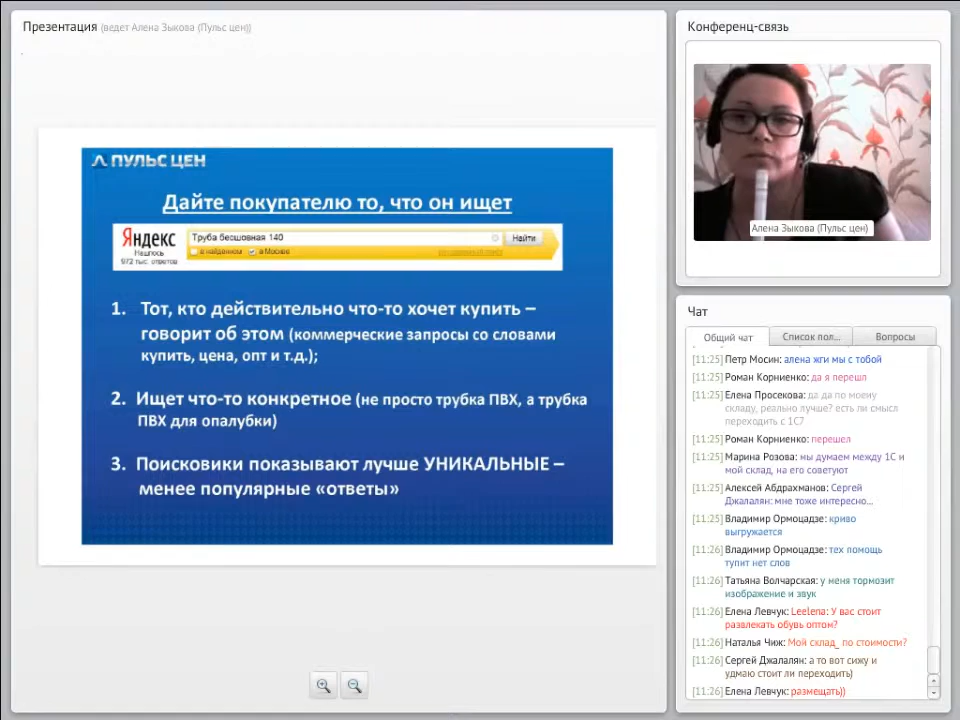 Презентация (ведет Алена Зыкова (Пульс цен))
ПУЛЬС ЦЕН
Дайте покупателю то, что он ищет
Яндекс
Нашлось
972 тыс. ответов
Труба бесшовная 140
Найти
в найденном
в Москве
1. Тот, кто действительно что-то хочет купить –
говорит об этом (коммерческие запросы со словами
купить, цена, опт и т.д.);
2. Ищет что-то конкретное (не просто трубка ПВХ, а трубка
ПВХ для опалубки)
3. Поисковики показывают лучше УНИКАЛЬНЫЕ –
менее популярные «ответы»
Конференц-связь
Алена Зыкова (Пульс цен)
Чат
Общий чат
Список пол...
Вопросы
[11:25] Петр Мосин: алена жги мы с тобой
[11:25] Роман Корниенко: да я перешл
[11:25] Елена Просекова: да да по моему
складу, реально лучше? есть ли смысл
переходить с 1С7
[11:25] Роман Корниенко: перешел
[11:25] Марина Розова: мы думаем между 1С и
мой склад, на его советуют
[11:25] Алексей Абдрахманов: Сергей
Джалалян: мне тоже интересно...
[11:25] Владимир Ормоцадзе: криво
выгружается
[11:26] Владимир Ормоцадзе: тех помощь
тупит нет слов
[11:26] Татьяна Волчарская: у меня тормозит
изображение и звук
[11:26] Елена Левчук: Leelena: У вас стоит
развлекать обувь оптом?
[11:26] Наталья Чиж: Мой склад_ по стоимости?
[11:26] Сергей Джалалян: а то вот сижу и
удмаю стоит ли переходить)
[11:26] Елена Левчук: размещать))